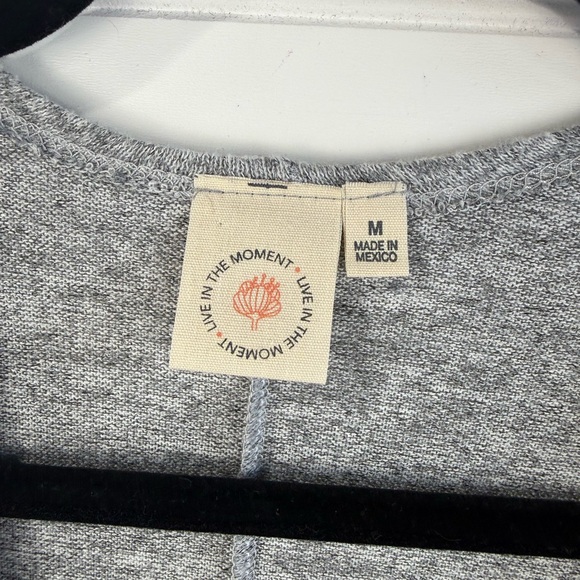 LIVE IN THE MOMENT • LIVE IN THE MOMENT •
M
MADE IN
MEXICO